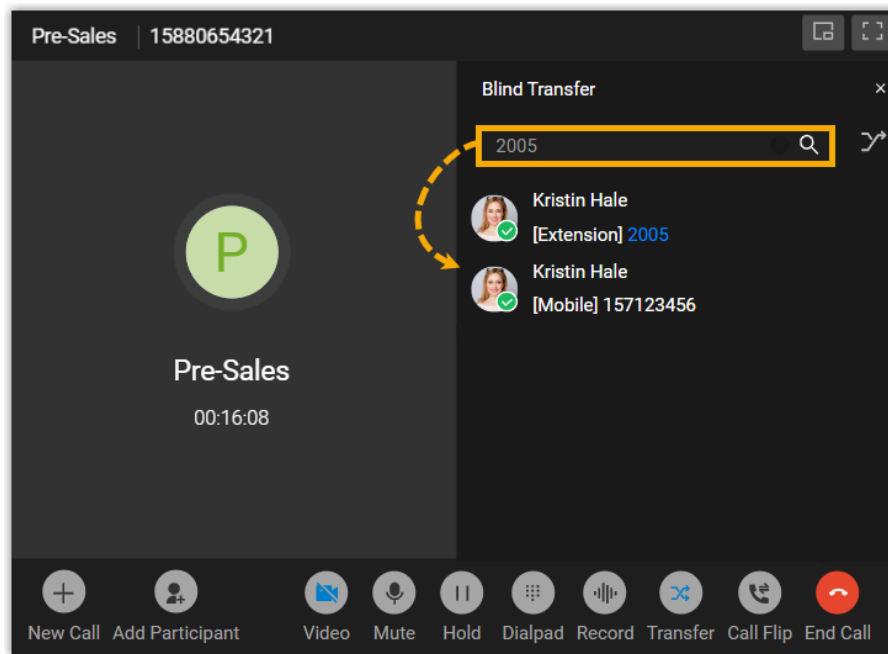 Pre-Sales 15880654321
Blind Transfer
2005
Kristin Hale
[Extension] 2005
Kristin Hale
[Mobile] 157123456
P
Pre-Sales
00:16:08
New Call Add Participant Video Mute Hold Dialpad Record Transfer Call Flip End Call